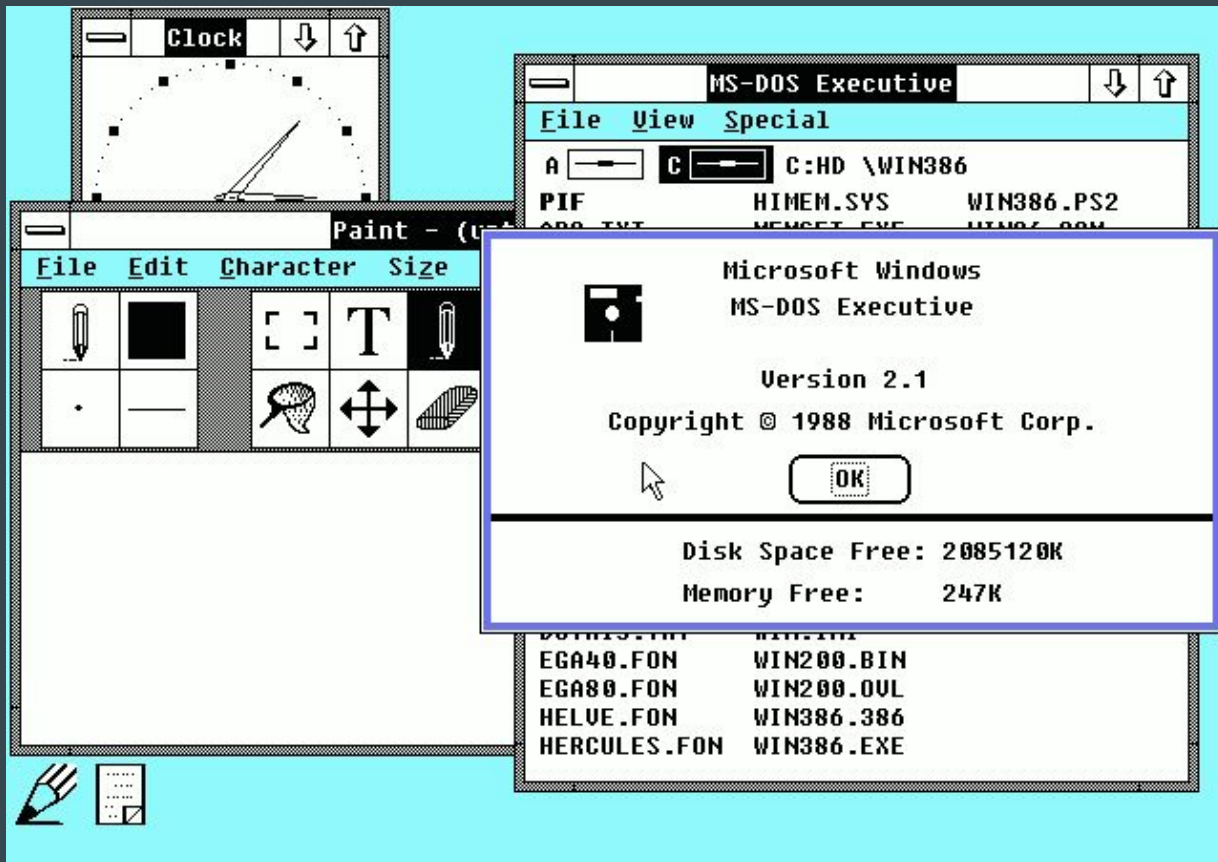 Clock
MS-DOS Executive
File View Special
A C C:HD \WIN386
PIF HIMEM.SYS WIN386.PS2
Paint - (
File Edit Character Size
T
Microsoft Windows
MS-DOS Executive
Version 2.1
Copyright © 1988 Microsoft Corp.
OK
Disk Space Free: 2085120K
Memory Free: 247K
EGA40.FON WIN200.BIN
EGA80.FON WIN200.OVL
HELVE.FON WIN386.386
HERCULES.FON WIN386.EXE